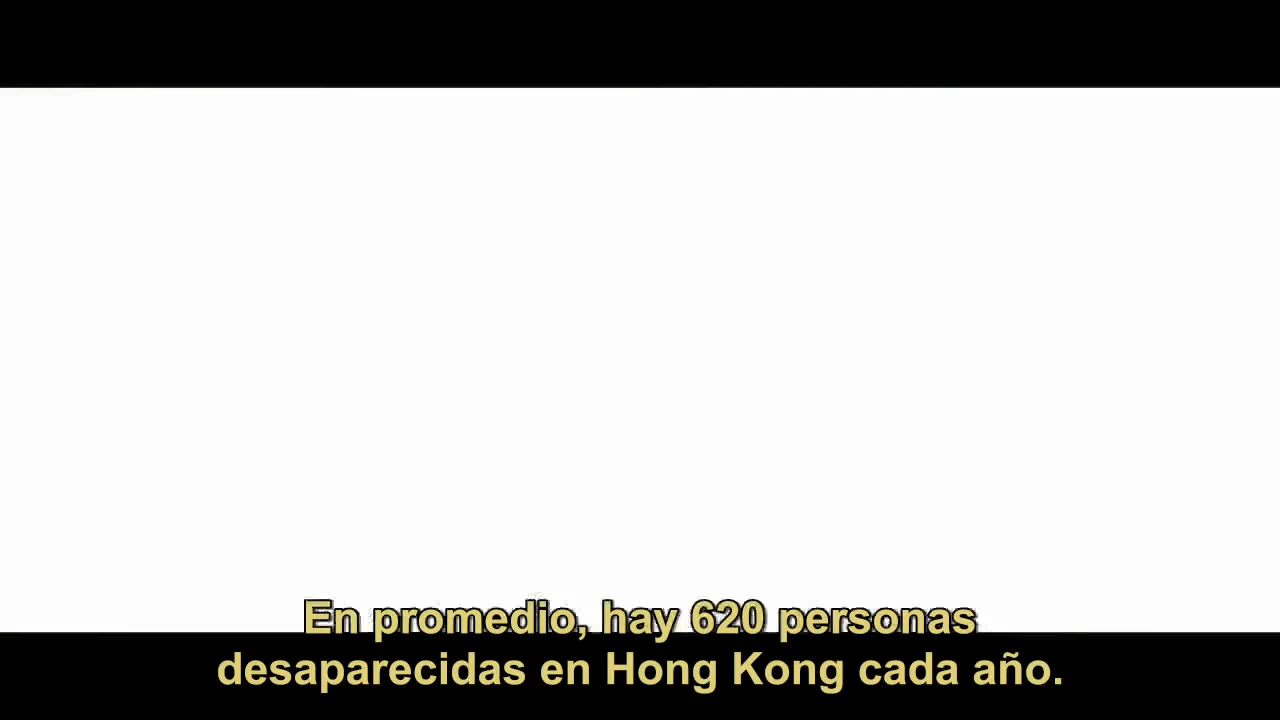 En promedio, hay 620 personas
desaparecidas en Hong Kong cada año.